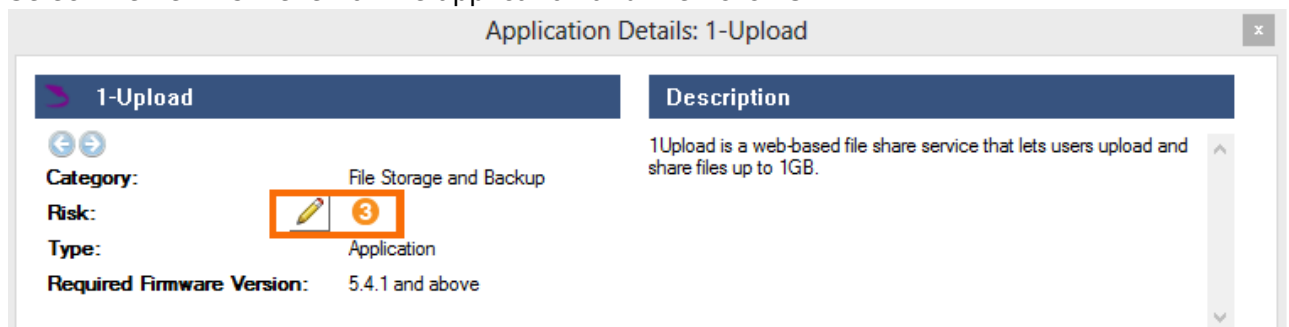 Application Details: 1-Upload
x
1-Upload
Category: File Storage and Backup
Risk: 3
Type: Application
Required Firmware Version: 5.4.1 and above
Description
1Upload is a web-based file share service that lets users upload and
share files up to 1GB.